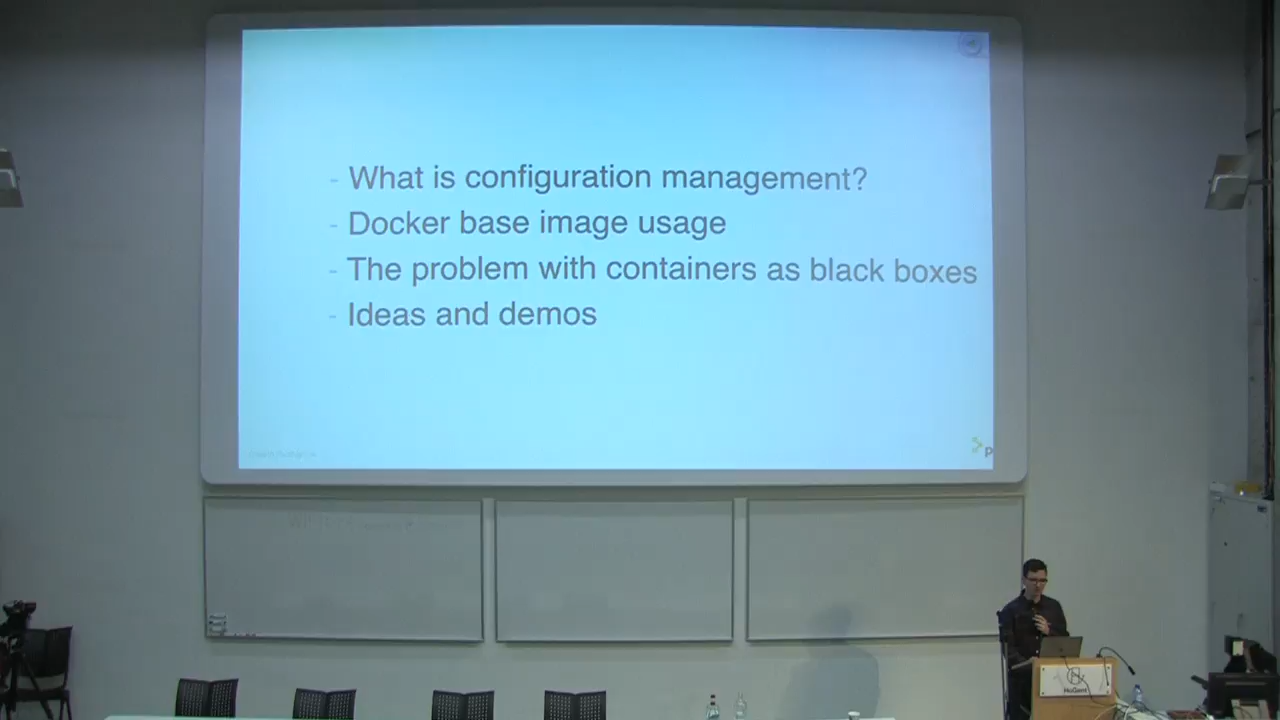 - What is configuration management?
- Docker base image usage
- The problem with containers as black boxes
- Ideas and demos
p
HoGent